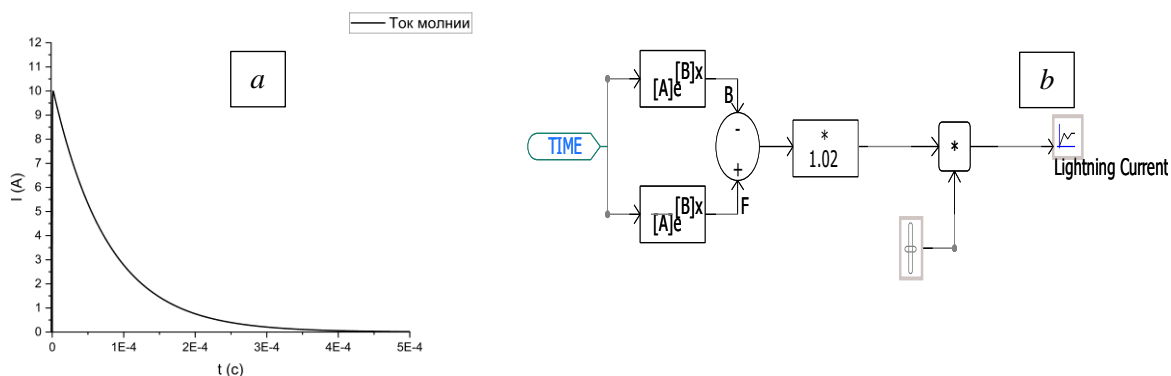 Ток молнии
a
12
11
10
9
8
7
6
5
4
3
2
1
0
I (A)
0
1E-4
2E-4
3E-4
4E-4
5E-4
t (c)
b
TIME
[A]e[B]x
[A]e[B]x
B
-
+
F
*
1.02
*
Lightning Current